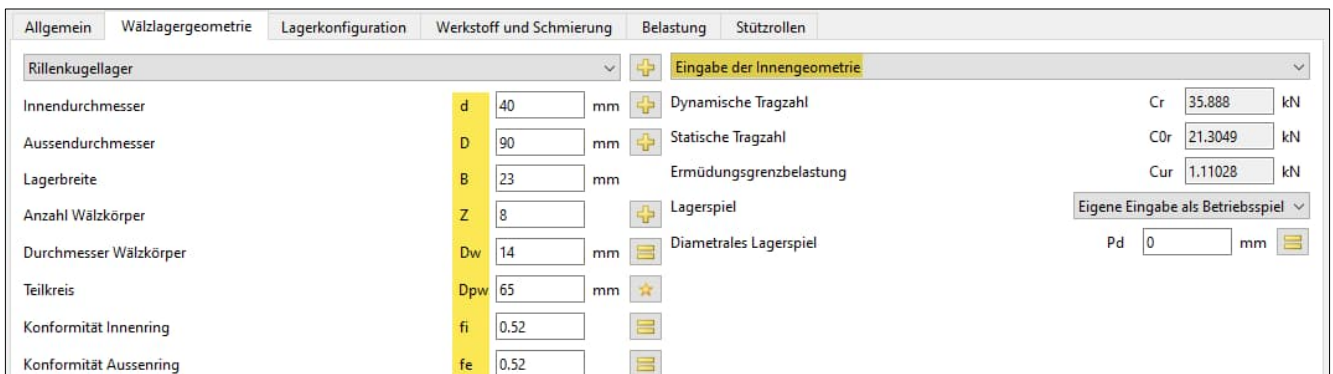 Allgemein Wälzlagergeometrie Lagerkonfiguration Werkstoff und Schmierung Belastung Stützrollen
Rillenkugellager Eingabe der Innengeometrie
Innendurchmesser d 40 mm Dynamische Tragzahl Cr 35.888 kN
Aussendurchmesser D 90 mm Statische Tragzahl C0r 21.3049 kN
Lagerbreite B 23 mm Ermüdungsgrenzbelastung Cur 1.11028 kN
Anzahl Wälzkörper Z 8 Lagerspiel Eigene Eingabe als Betriebsspiel
Durchmesser Wälzkörper Dw 14 mm Diametrales Lagerspiel Pd 0 mm
Teilkreis Dpw 65 mm
Konformität Innenring fi 0.52
Konformität Aussenring fe 0.52